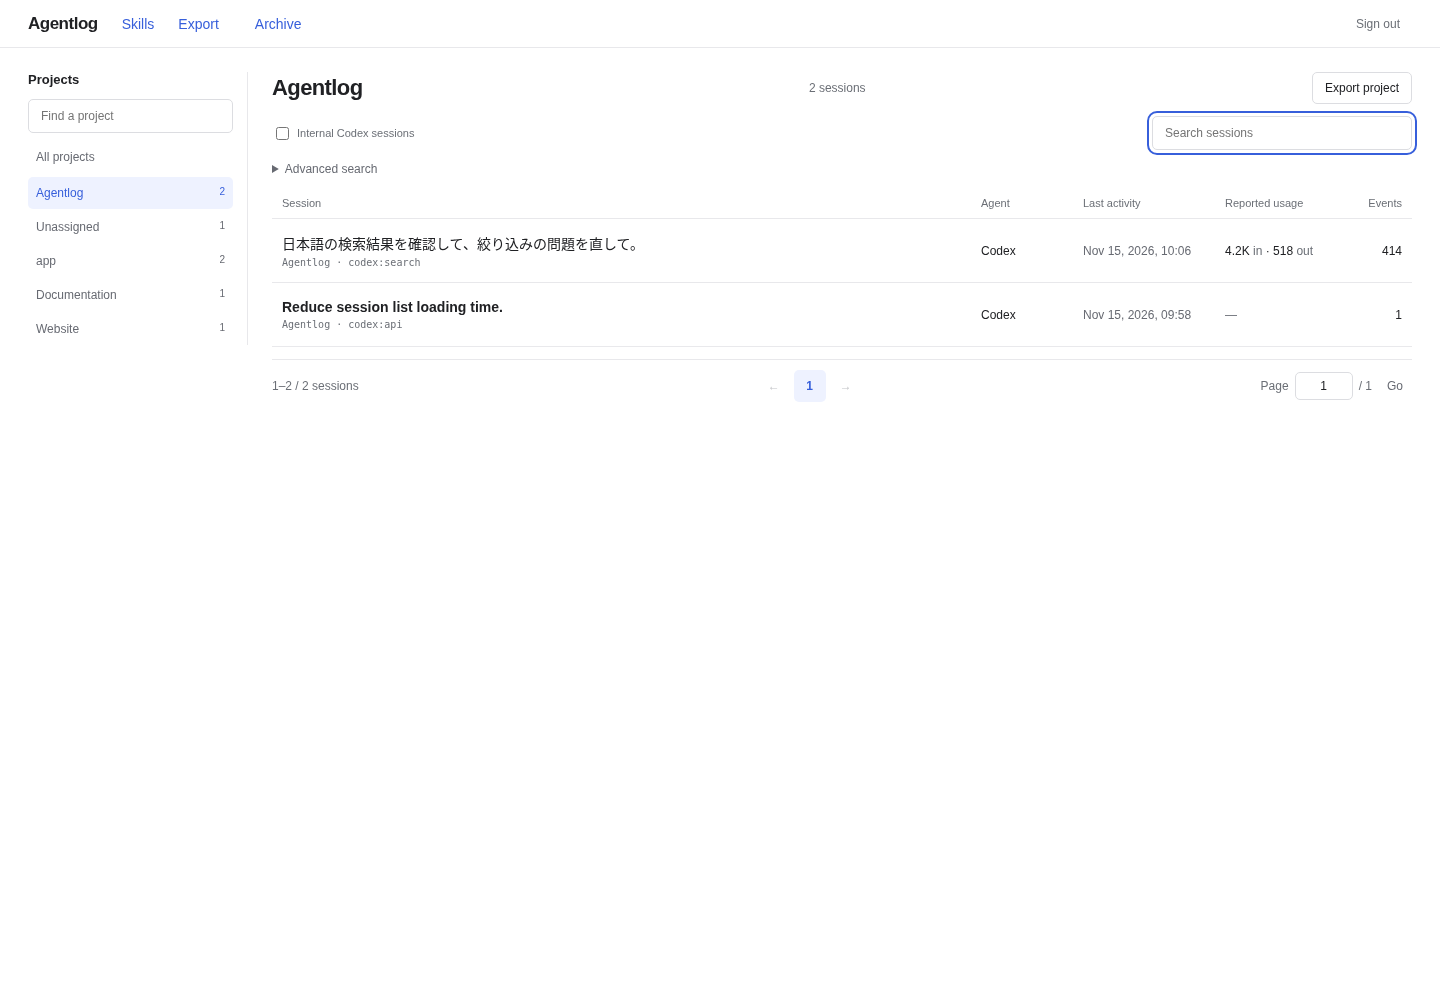 Agentlog Skills Export Archive Sign out
Projects
Find a project
All projects
Agentlog 2
Unassigned 1
app 2
Documentation 1
Website 1
Agentlog 2 sessions Export project
Internal Codex sessions Search sessions
▶ Advanced search
Session Agent Last activity Reported usage Events
日本語の検索結果を確認して、絞り込みの問題を直して。
Agentlog · codex:search
Codex Nov 15, 2026, 10:06 4.2K in · 518 out 414
Reduce session list loading time.
Agentlog · codex:api
Codex Nov 15, 2026, 09:58 — 1
1–2 / 2 sessions ← 1 → Page 1 / 1 Go